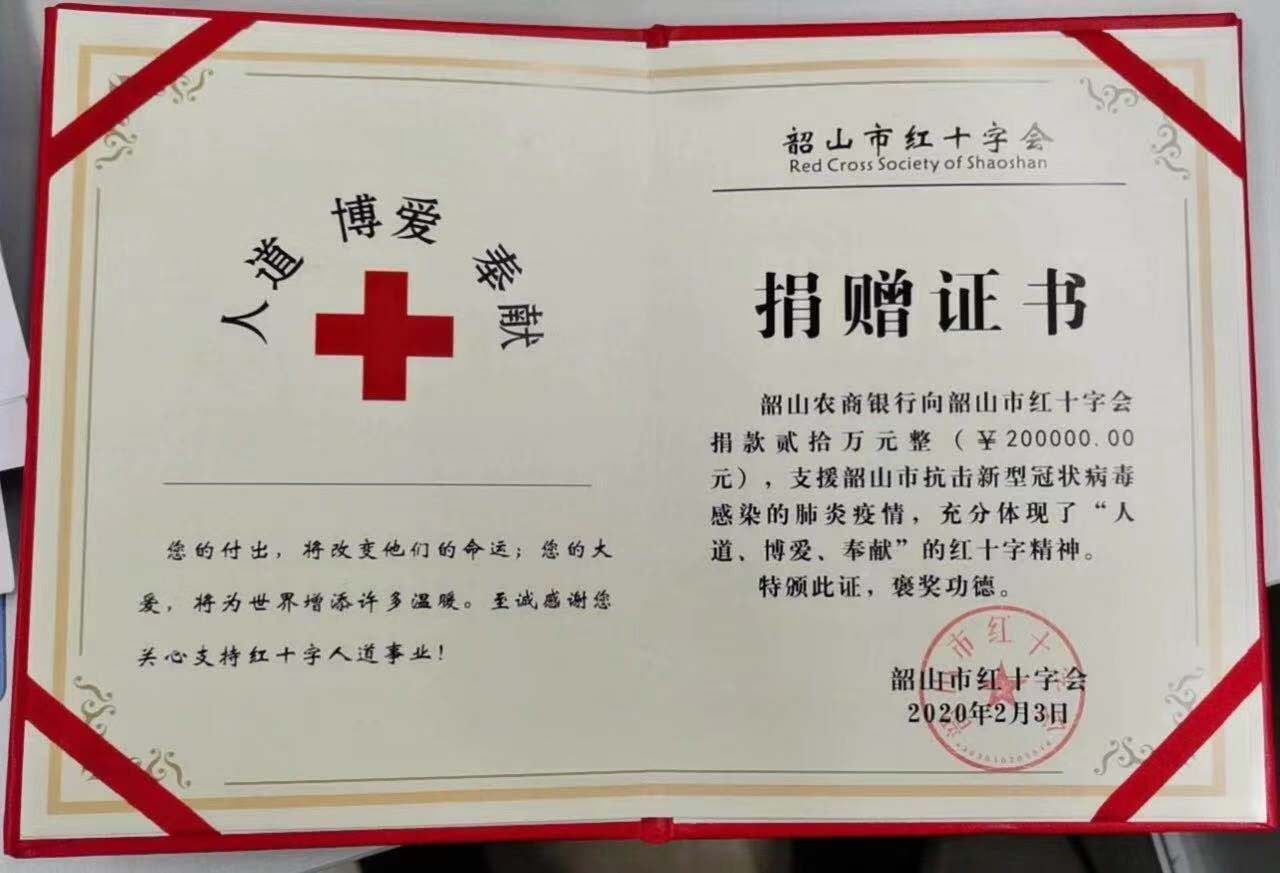 人道 博爱 奉献
您的付出，将改变他们的命运；您的大
爱，将为世界增添许多温暖。至诚感谢您
关心支持红十字人道事业！
韶山市红十字会
Red Cross Society of Shaoshan
捐赠证书
韶山农商银行向韶山市红十字会
捐款贰拾万元整（￥200000.00
元），支援韶山市抗击新型冠状病毒
感染的肺炎疫情，充分体现了“人
道、博爱、奉献”的红十字精神。
特颁此证，褒奖功德。
韶山市红十字会
2020年2月3日
韶山市红十字会